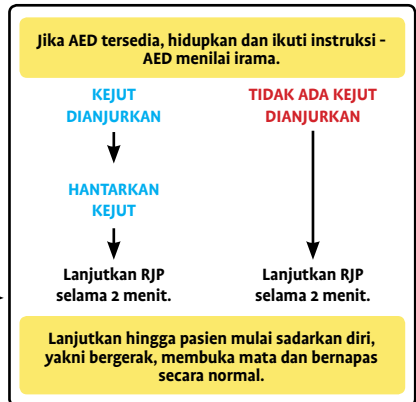 Jika AED tersedia, hidupkan dan ikuti instruksi -
AED menilai irama.
KEJUT
DIANJURKAN
HANTARKAN
KEJUT
Lanjutkan RJP
selama 2 menit.
TIDAK ADA KEJUT
DIANJURKAN
Lanjutkan RJP
selama 2 menit.
Lanjutkan hingga pasien mulai sadarkan diri,
yakni bergerak, membuka mata dan bernapas
secara normal.